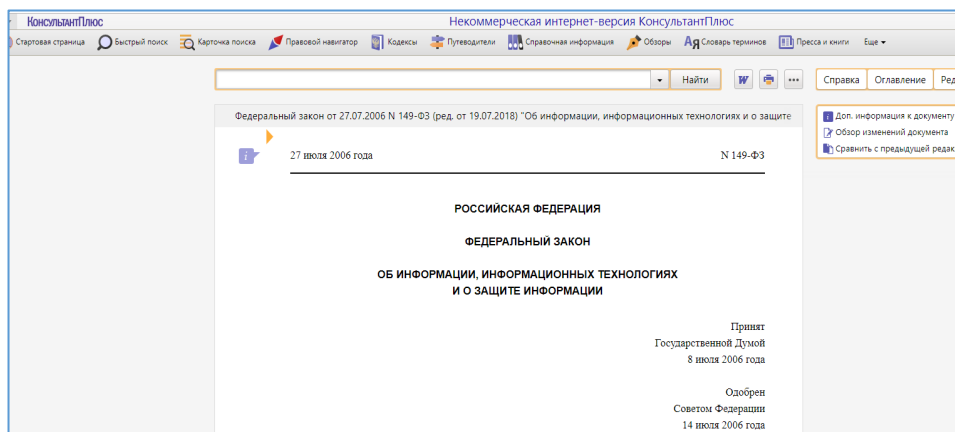 КонсультантПлюс
Некоммерческая интернет-версия КонсультантПлюс
Стартовая страница Быстрый поиск Карточка поиска Правовой навигатор Кодексы Путеводители Справочная информация Обзоры Словарь терминов Пресса и книги Еще
Найти W ... Справка Оглавление Ред
Федеральный закон от 27.07.2006 N 149-ФЗ (ред. от 19.07.2018) "Об информации, информационных технологиях и о защите
Доп. информация к документу
Обзор изменений документа
Сравнить с предыдущей редак
i 27 июля 2006 года N 149-ФЗ
РОССИЙСКАЯ ФЕДЕРАЦИЯ
ФЕДЕРАЛЬНЫЙ ЗАКОН
ОБ ИНФОРМАЦИИ, ИНФОРМАЦИОННЫХ ТЕХНОЛОГИЯХ
И О ЗАЩИТЕ ИНФОРМАЦИИ
Принят
Государственной Думой
8 июля 2006 года
Одобрен
Советом Федерации
14 июля 2006 года